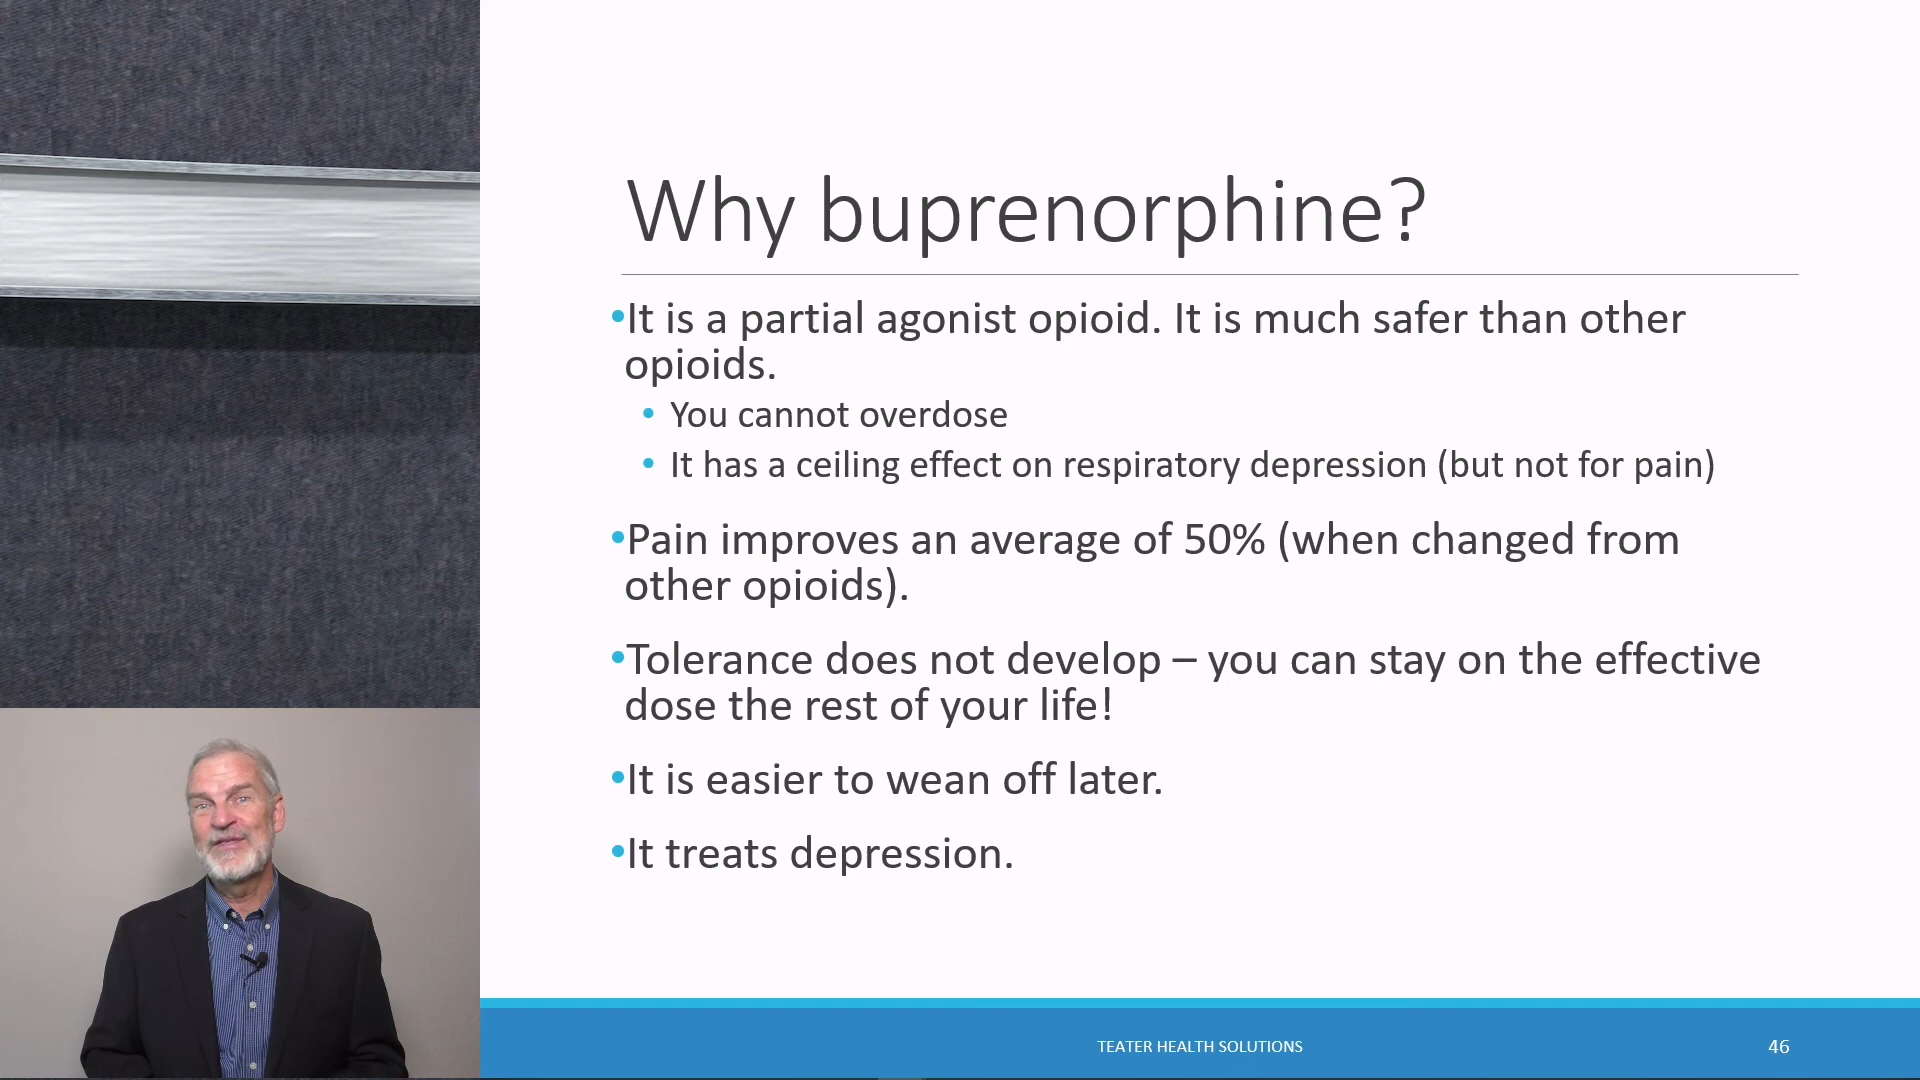 Why buprenorphine?
•It is a partial agonist opioid. It is much safer than other
opioids.
• You cannot overdose
• It has a ceiling effect on respiratory depression (but not for pain)
•Pain improves an average of 50% (when changed from
other opioids).
•Tolerance does not develop – you can stay on the effective
dose the rest of your life!
•It is easier to wean off later.
•It treats depression.
TEATER HEALTH SOLUTIONS
46